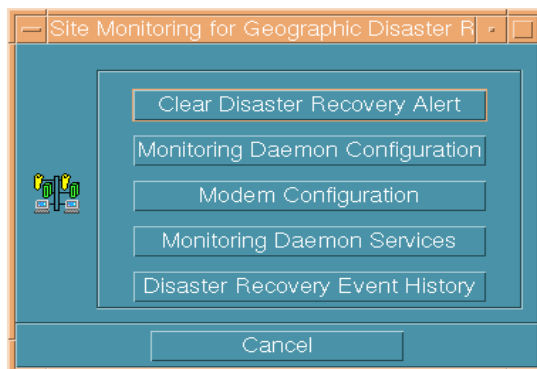 Site Monitoring for Geographic Disaster R
Clear Disaster Recovery Alert
Monitoring Daemon Configuration
Modem Configuration
Monitoring Daemon Services
Disaster Recovery Event History
Cancel